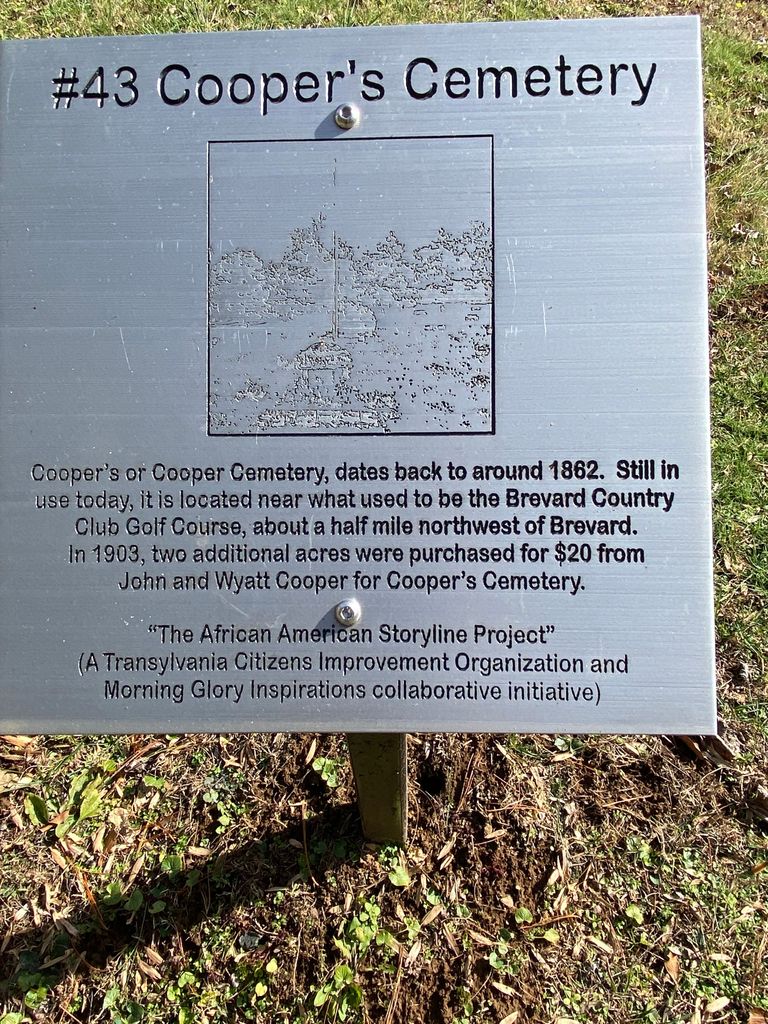 #43 Cooper's Cemetery
Cooper's or Cooper Cemetery, dates back to around 1862.  Still in
use today, it is located near what used to be the Brevard Country
Club Golf Course, about a half mile northwest of Brevard.
In 1903, two additional acres were purchased for $20 from
John and Wyatt Cooper for Cooper's Cemetery.
“The African American Storyline Project”
(A Transylvania Citizens Improvement Organization and
Morning Glory Inspirations collaborative initiative)